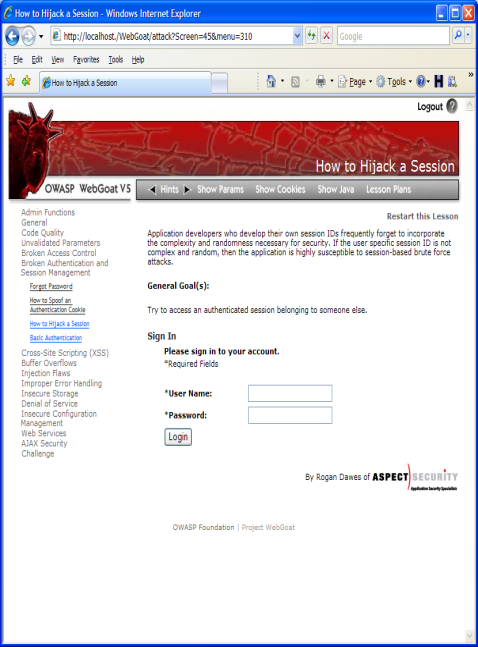 How to Hijack a Session - Windows Internet Explorer
http://localhost./WebGoat/attack?Screen=45&menu=310
Google
File Edit View Favorites Tools Help
How to Hijack a Session
Page Tools
Logout
How to Hijack a Session
OWASP WebGoat V5
Hints Show Params Show Cookies Show Java Lesson Plans
Admin Functions
General
Code Quality
Unvalidated Parameters
Broken Access Control
Broken Authentication and
Session Management
Forgot Password
How to Spoof an
Authentication Cookie
How to Hijack a Session
Basic Authentication
Cross-Site Scripting (XSS)
Buffer Overflows
Injection Flaws
Improper Error Handling
Insecure Storage
Denial of Service
Insecure Configuration
Management
Web Services
AJAX Security
Challenge
Restart this Lesson
Application developers who develop their own session IDs frequently forget to incorporate
the complexity and randomness necessary for security. If the user specific session ID is not
complex and random, then the application is highly susceptible to session-based brute force
attacks.
General Goal(s):
Try to access an authenticated session belonging to someone else.
Sign In
Please sign in to your account.
*Required Fields
*User Name:
*Password:
Login
By Rogan Dawes of ASPECT SECURITY
Application Security Specialists
OWASP Foundation | Project WebGoat